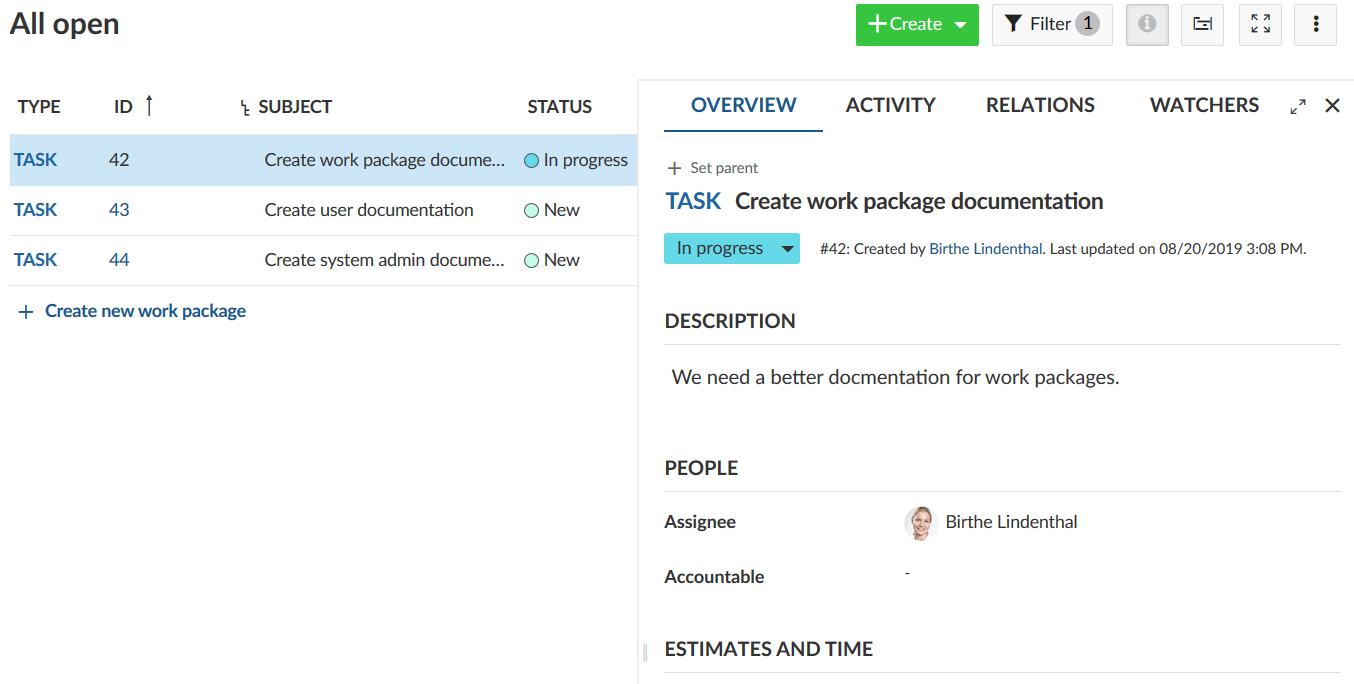 All open
Create
Filter 1
TYPE ID SUBJECT STATUS
TASK 42 Create work package docume... In progress
TASK 43 Create user documentation New
TASK 44 Create system admin docume... New
+ Create new work package
OVERVIEW ACTIVITY RELATIONS WATCHERS
+ Set parent
TASK Create work package documentation
In progress #42: Created by Birthe Lindenthal. Last updated on 08/20/2019 3:08 PM.
DESCRIPTION
We need a better docmentation for work packages.
PEOPLE
Assignee Birthe Lindenthal
Accountable -
ESTIMATES AND TIME